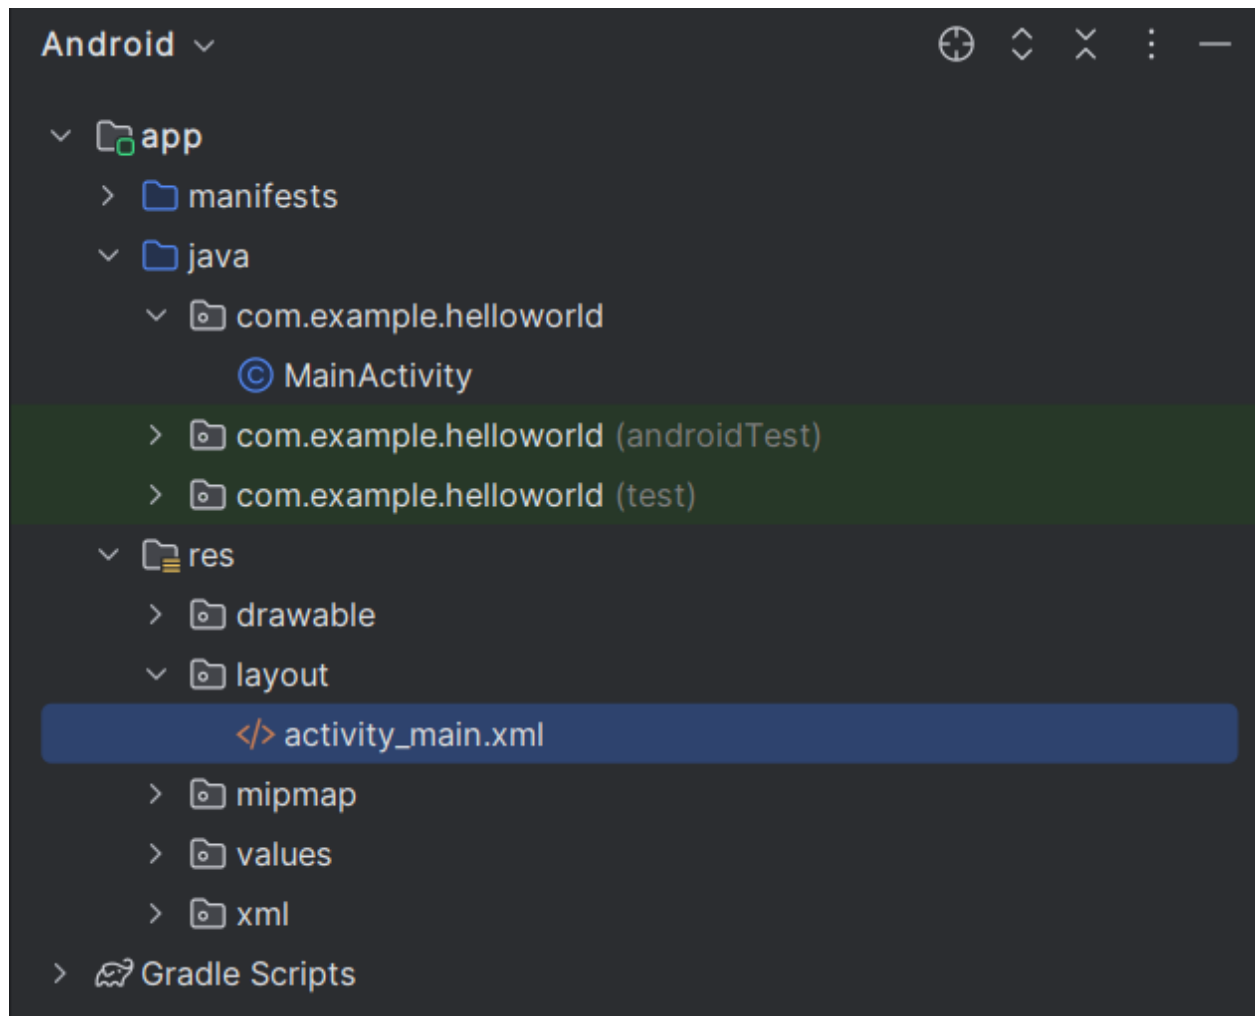 Android
app
manifests
java
com.example.helloworld
MainActivity
com.example.helloworld (androidTest)
com.example.helloworld (test)
res
drawable
layout
activity_main.xml
mipmap
values
xml
Gradle Scripts